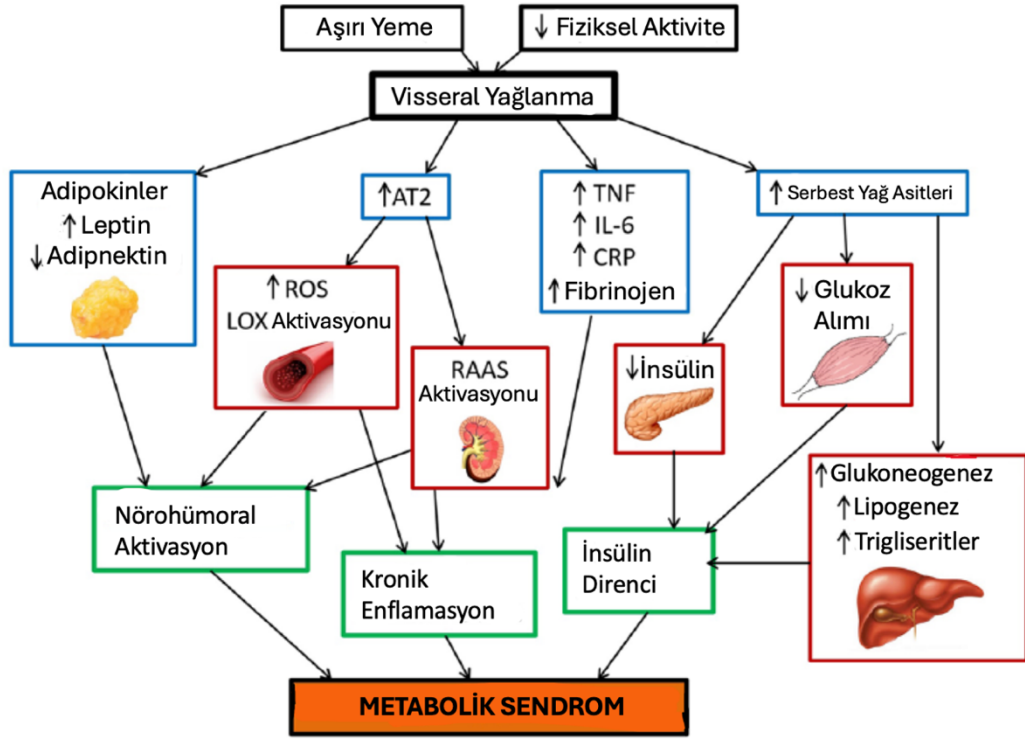 Aşırı Yeme
↓ Fiziksel Aktivite
Visseral Yağlanma
Adipokinler
↑ Leptin
↓ Adipnektin
↑ AT2
↑ TNF
↑ IL-6
↑ CRP
↑ Fibrinojen
↑ Serbest Yağ Asitleri
↑ ROS
LOX Aktivasyonu
RAAS
Aktivasyonu
↓ İnsülin
↓ Glukoz
Alımı
↑ Glukoneogenez
↑ Lipogenez
↑ Trigliseritler
Nörohümoral
Aktivasyon
Kronik
Enflamasyon
İnsülin
Direnci
METABOLİK SENDROM